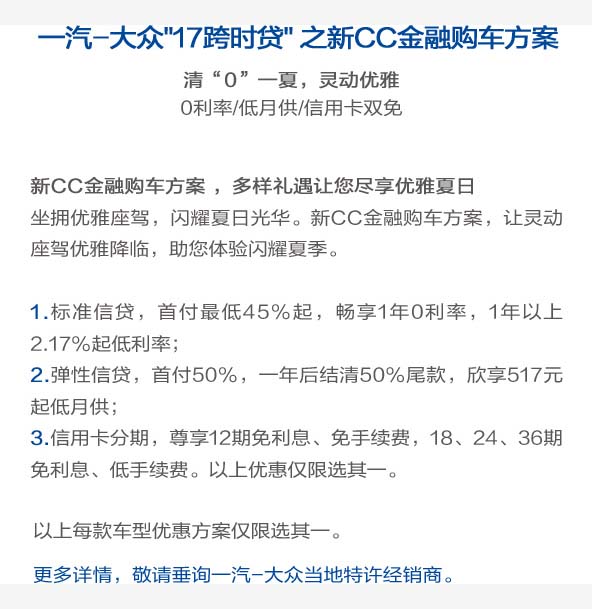 一汽-大众"17跨时贷" 之新CC金融购车方案
清“0”一夏，灵动优雅
0利率/低月供/信用卡双免
新CC金融购车方案 ，多样礼遇让您尽享优雅夏日
坐拥优雅座驾，闪耀夏日光华。新CC金融购车方案，让灵动
座驾优雅降临，助您体验闪耀夏季。
1.标准信贷，首付最低45%起，畅享1年0利率，1年以上
2.17%起低利率；
2.弹性信贷，首付50%，一年后结清50%尾款，欣享517元
起低月供；
3.信用卡分期，尊享12期免利息、免手续费，18、24、36期
免利息、低手续费。以上优惠仅限选其一。
以上每款车型优惠方案仅限选其一。
更多详情，敬请垂询一汽-大众当地特许经销商。